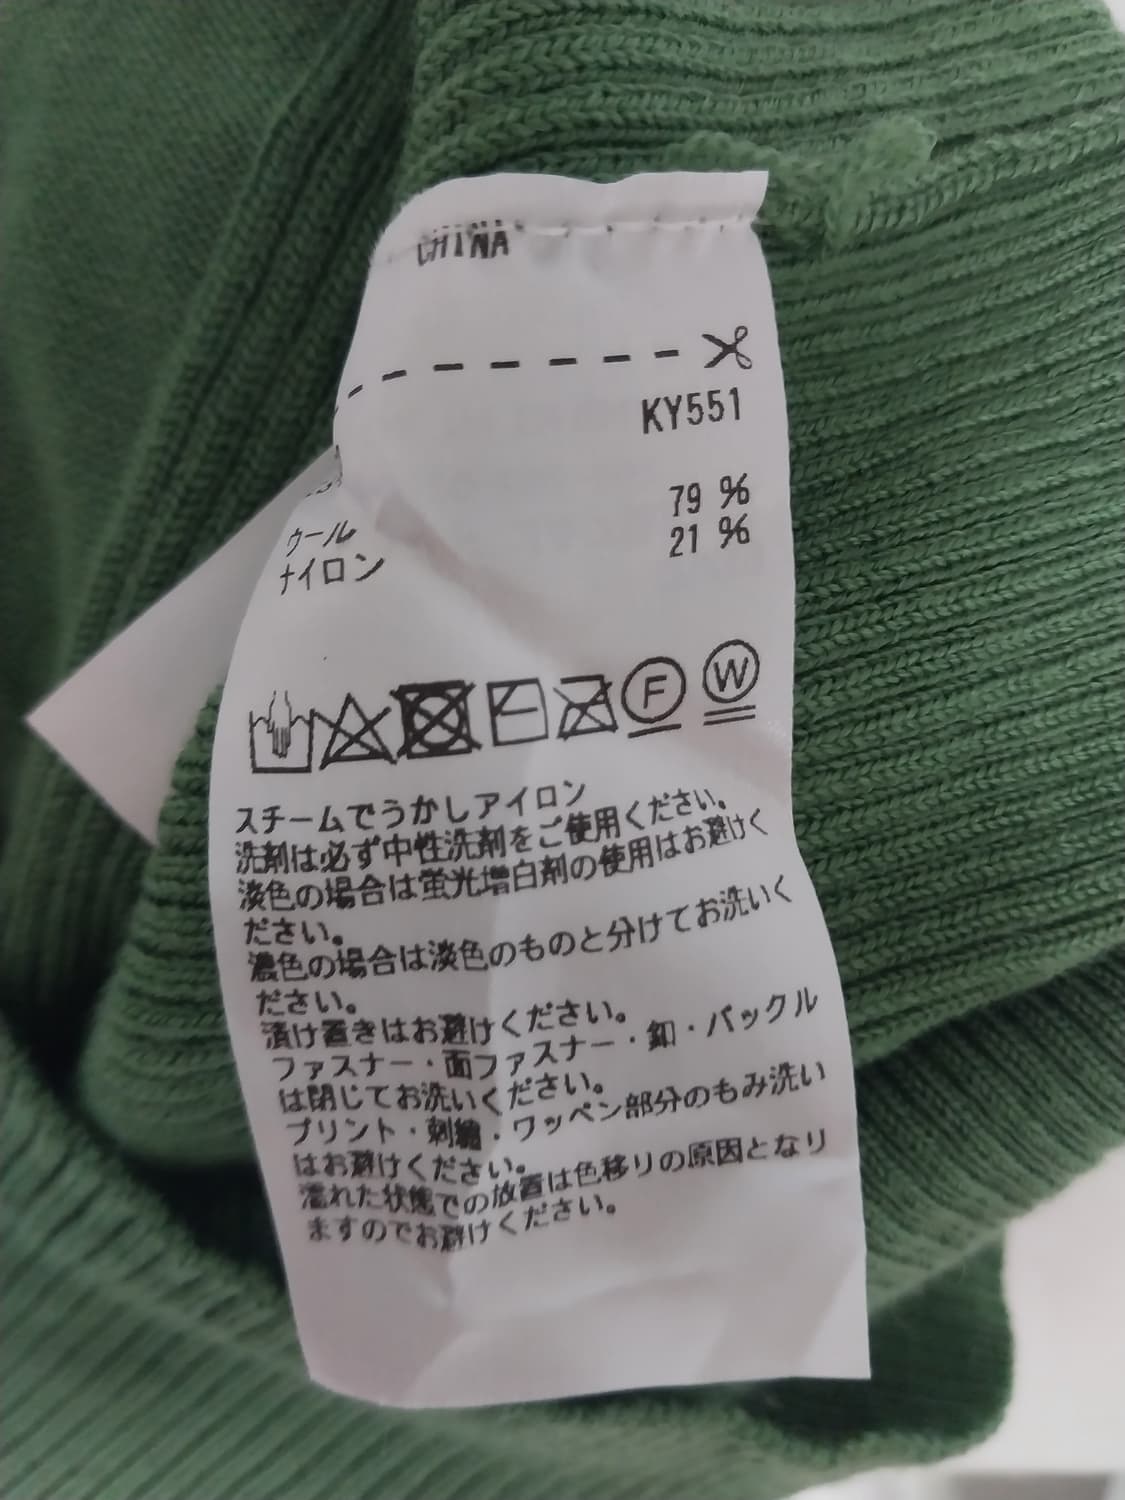 CHINA
KY551
ウール 79 %
ナイロン 21 %
F W
スチームでうかしアイロン
洗剤は必ず中性洗剤をご使用ください。
淡色の場合は蛍光増白剤の使用はお避けく
ださい。
濃色の場合は淡色のものと分けてお洗いく
ださい。
漬け置きはお避けください。
ファスナー・面ファスナー・釦・バックル
は閉じてお洗いください。
プリント・刺繍・ワッペン部分のもみ洗い
はお避けください。
濡れた状態での放置は色移りの原因となり
ますのでお避けください。